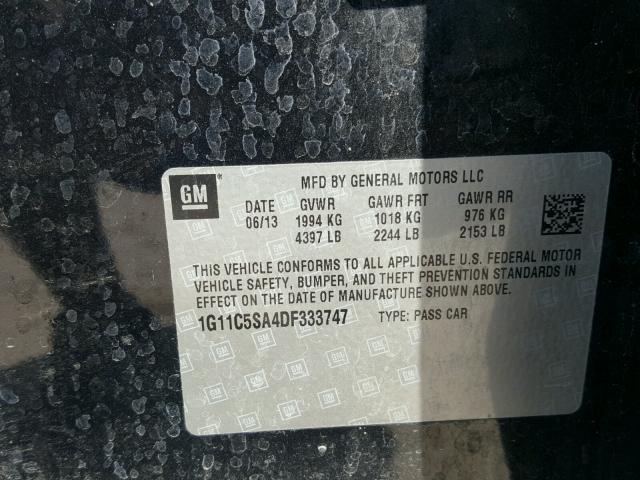 GM
MFD BY GENERAL MOTORS LLC
DATE GVWR GAWR FRT GAWR RR
06/13 1994 KG 1018 KG 976 KG
4397 LB 2244 LB 2153 LB
THIS VEHICLE CONFORMS TO ALL APPLICABLE U.S. FEDERAL MOTOR
VEHICLE SAFETY, BUMPER, AND THEFT PREVENTION STANDARDS IN
EFFECT ON THE DATE OF MANUFACTURE SHOWN ABOVE.
1G11C5SA4DF333747 TYPE: PASS CAR